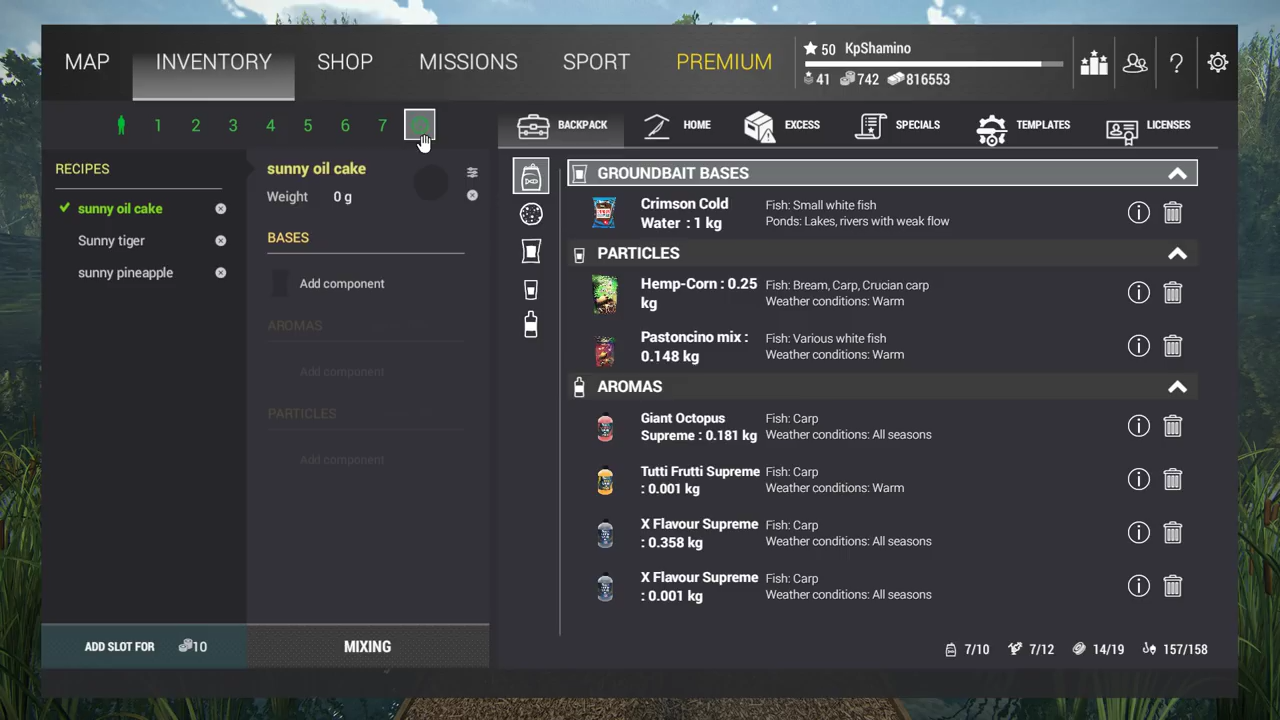 MAP INVENTORY SHOP MISSIONS SPORT PREMIUM
50 KpShamino
41 742 816553
1 2 3 4 5 6 7
BACKPACK HOME EXCESS SPECIALS TEMPLATES LICENSES
RECIPES
sunny oil cake
Sunny tiger
sunny pineapple
ADD SLOT FOR 10
sunny oil cake
Weight 0 g
BASES
Add component
AROMAS
Add component
PARTICLES
Add component
MIXING
GROUNDBAIT BASES
Crimson Cold
Water : 1 kg
Fish: Small white fish
Ponds: Lakes, rivers with weak flow
PARTICLES
Hemp-Corn : 0.25
kg
Fish: Bream, Carp, Crucian carp
Weather conditions: Warm
Pastoncino mix :
0.148 kg
Fish: Various white fish
Weather conditions: Warm
AROMAS
Giant Octopus
Supreme : 0.181 kg
Fish: Carp
Weather conditions: All seasons
Tutti Frutti Supreme
: 0.001 kg
Fish: Carp
Weather conditions: Warm
X Flavour Supreme
: 0.358 kg
Fish: Carp
Weather conditions: All seasons
X Flavour Supreme
: 0.001 kg
Fish: Carp
Weather conditions: All seasons
7/10 7/12 14/19 157/158